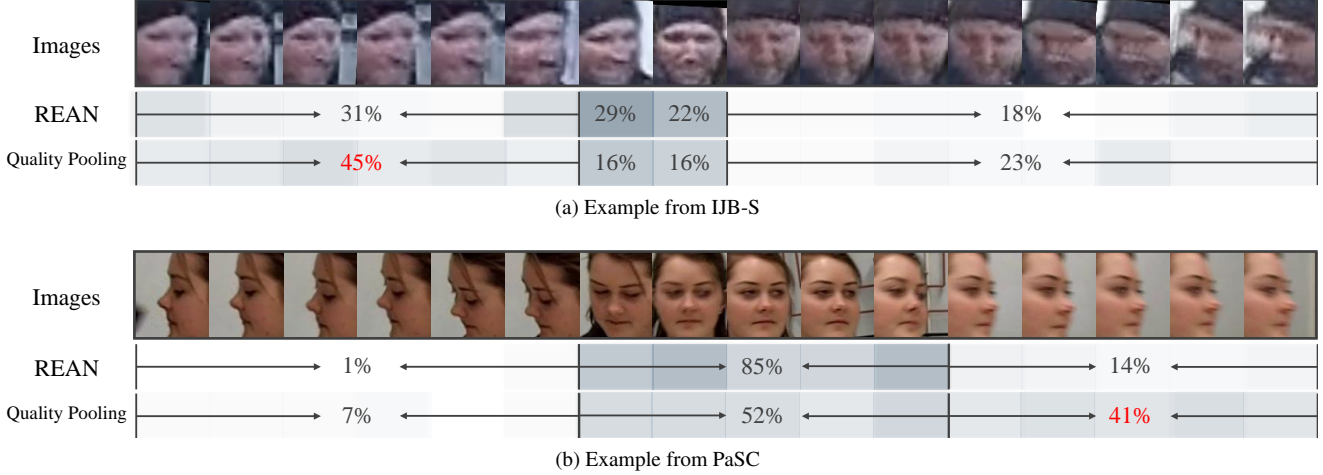 Images
REAN 31% 29% 22% 18%
Quality Pooling 45% 16% 16% 23%
(a) Example from IJB-S
Images
REAN 1% 85% 14%
Quality Pooling 7% 52% 41%
(b) Example from PaSC